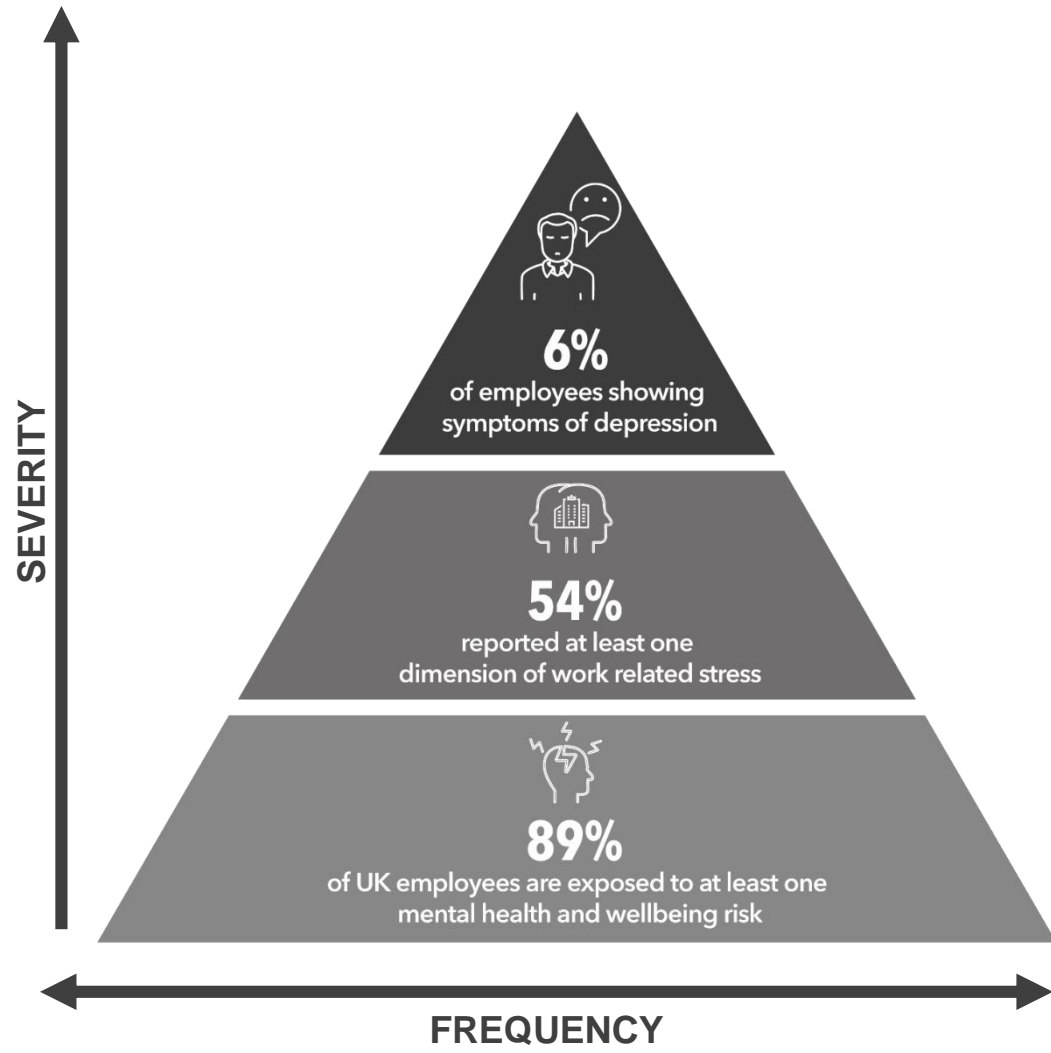 SEVERITY
6%
of employees showing
symptoms of depression
54%
reported at least one
dimension of work related stress
89%
of UK employees are exposed to at least one
mental health and wellbeing risk
FREQUENCY